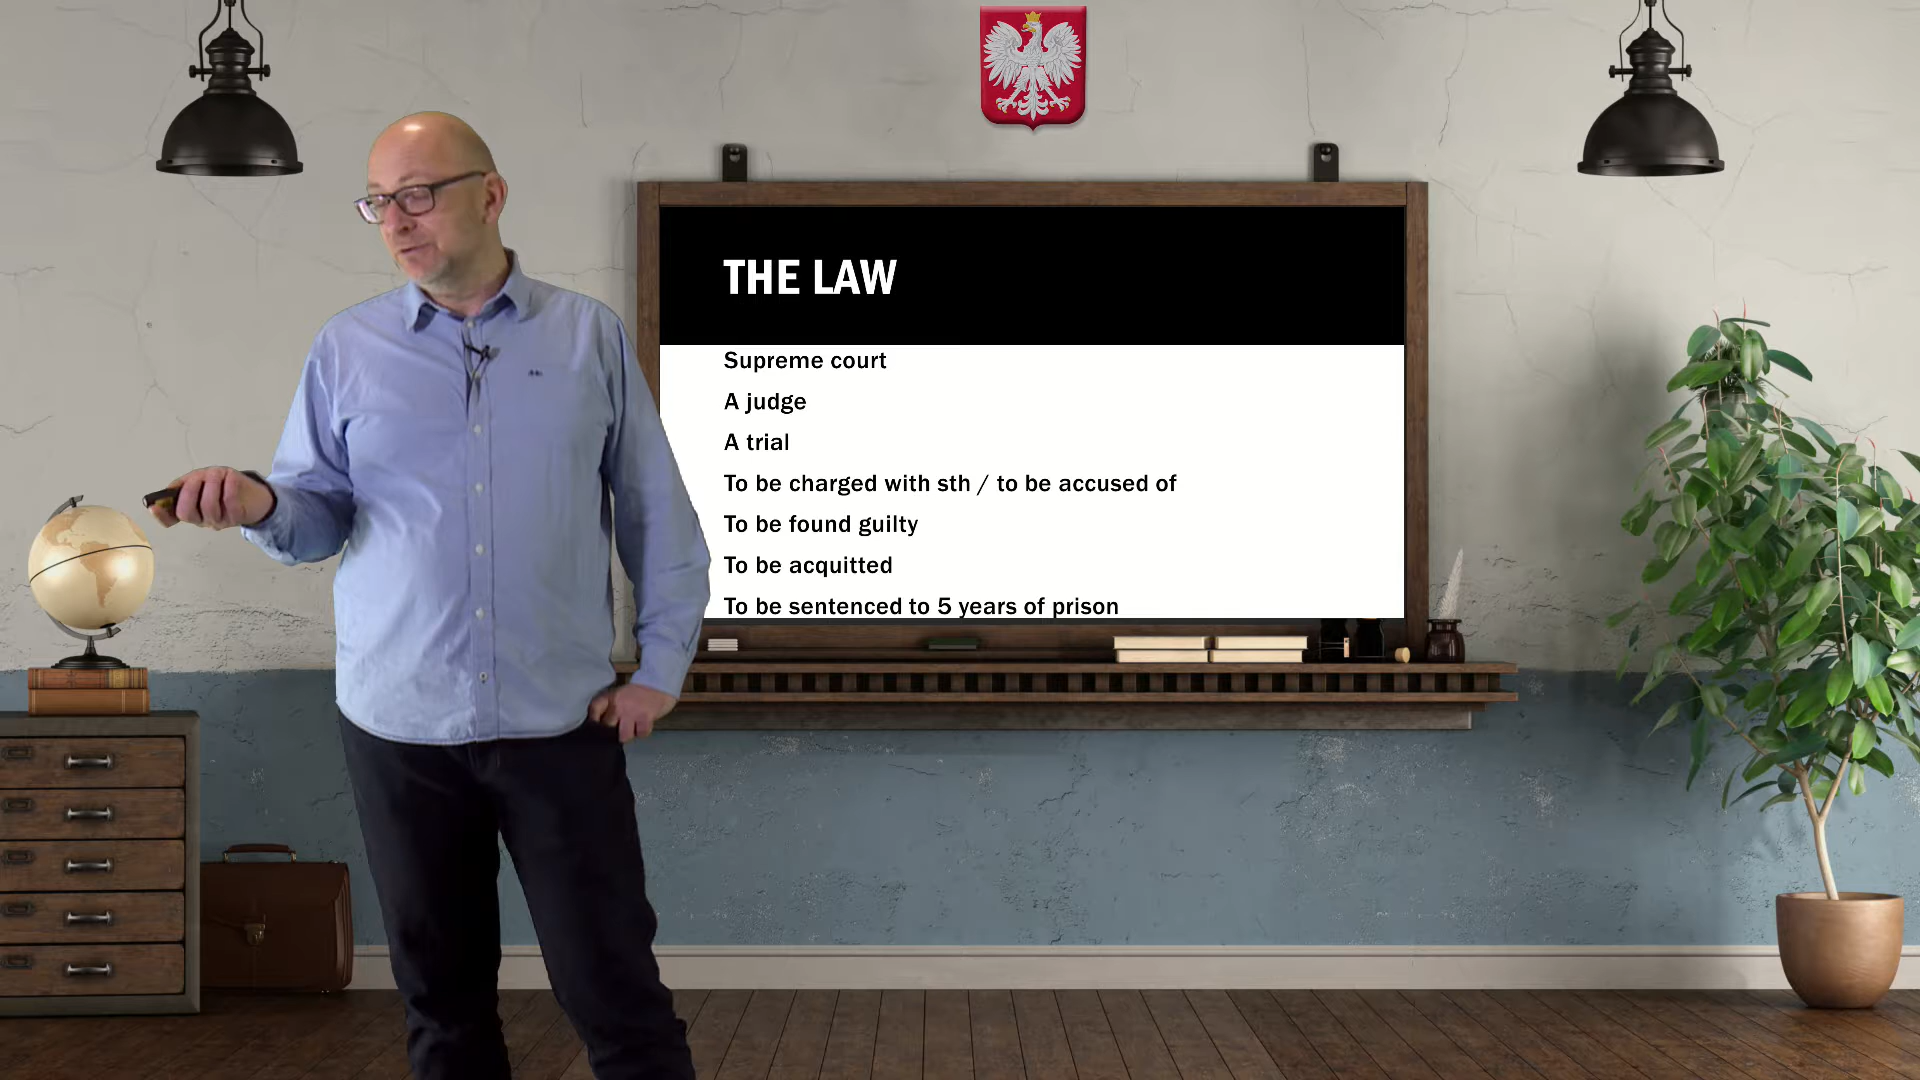 THE LAW
Supreme court
A judge
A trial
To be charged with sth / to be accused of
To be found guilty
To be acquitted
To be sentenced to 5 years of prison